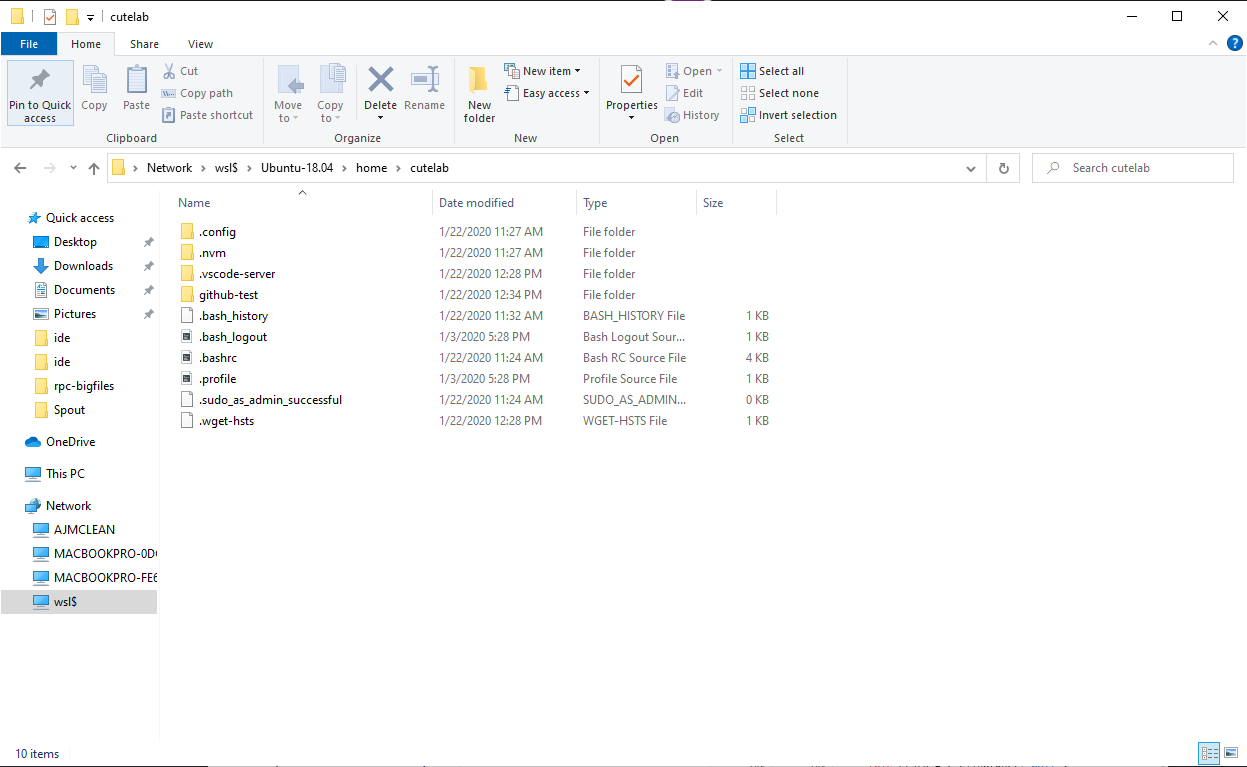 cutelab
File Home Share View
Pin to Quick access
Copy
Paste
Cut
Copy path
Paste shortcut
Clipboard
Move to
Copy to
Delete
Rename
Organize
New folder
New item
Easy access
New
Properties
Open
Edit
History
Open
Select all
Select none
Invert selection
Select
Network › wsl$ › Ubuntu-18.04 › home › cutelab
Search cutelab
Quick access
Desktop
Downloads
Documents
Pictures
ide
ide
rpc-bigfiles
Spout
OneDrive
This PC
Network
AJMCLEAN
MACBOOKPRO-0D
MACBOOKPRO-FE6
wsl$
Name Date modified Type Size
.config 1/22/2020 11:27 AM File folder
.nvm 1/22/2020 11:27 AM File folder
.vscode-server 1/22/2020 12:28 PM File folder
github-test 1/22/2020 12:34 PM File folder
.bash_history 1/22/2020 11:32 AM BASH_HISTORY File 1 KB
.bash_logout 1/3/2020 5:28 PM Bash Logout Sour... 1 KB
.bashrc 1/22/2020 11:24 AM Bash RC Source File 4 KB
.profile 1/3/2020 5:28 PM Profile Source File 1 KB
.sudo_as_admin_successful 1/22/2020 11:24 AM SUDO_AS_ADMIN... 0 KB
.wget-hsts 1/22/2020 12:28 PM WGET-HSTS File 1 KB
10 items